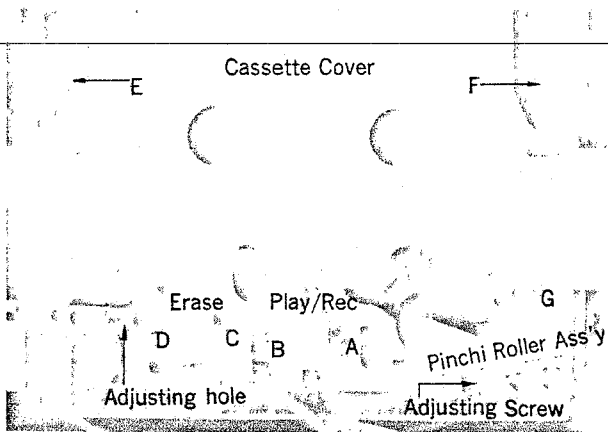 Cassette Cover
E F
Erase Play/Rec G
D C B A
Pinchi Roller Ass'y
Adjusting hole
Adjusting Screw